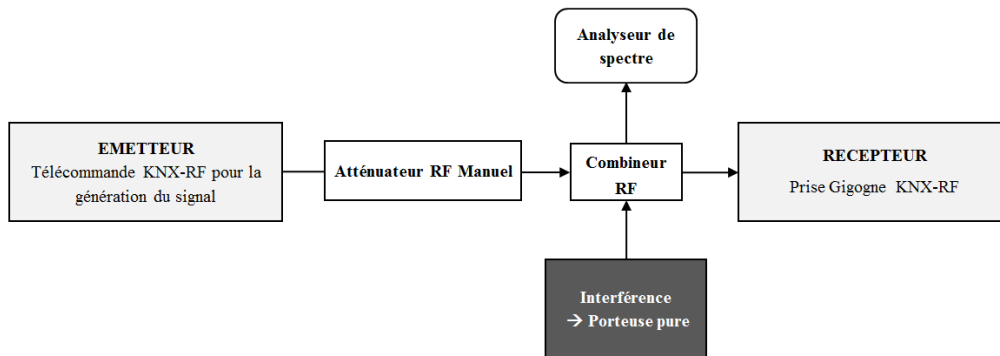 Analyseur de
spectre
EMETTEUR
Télécommande KNX-RF pour la
génération du signal
Atténuateur RF Manuel
Combineur
RF
RECEPTEUR
Prise Gigogne KNX-RF
Interférence
→ Porteuse pure